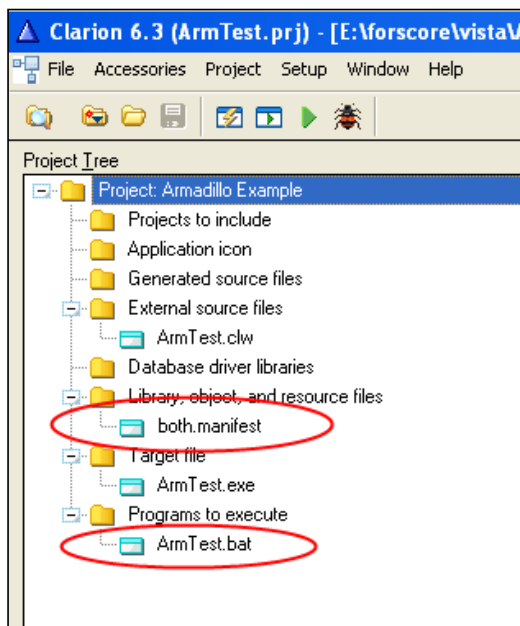 Clarion 6.3 (ArmTest.prj) - [E:\forscore\vista\
File Accessories Project Setup Window Help
Project Tree
Project: Armadillo Example
Projects to include
Application icon
Generated source files
External source files
ArmTest.clw
Database driver libraries
Library, object, and resource files
both.manifest
Target file
ArmTest.exe
Programs to execute
ArmTest.bat